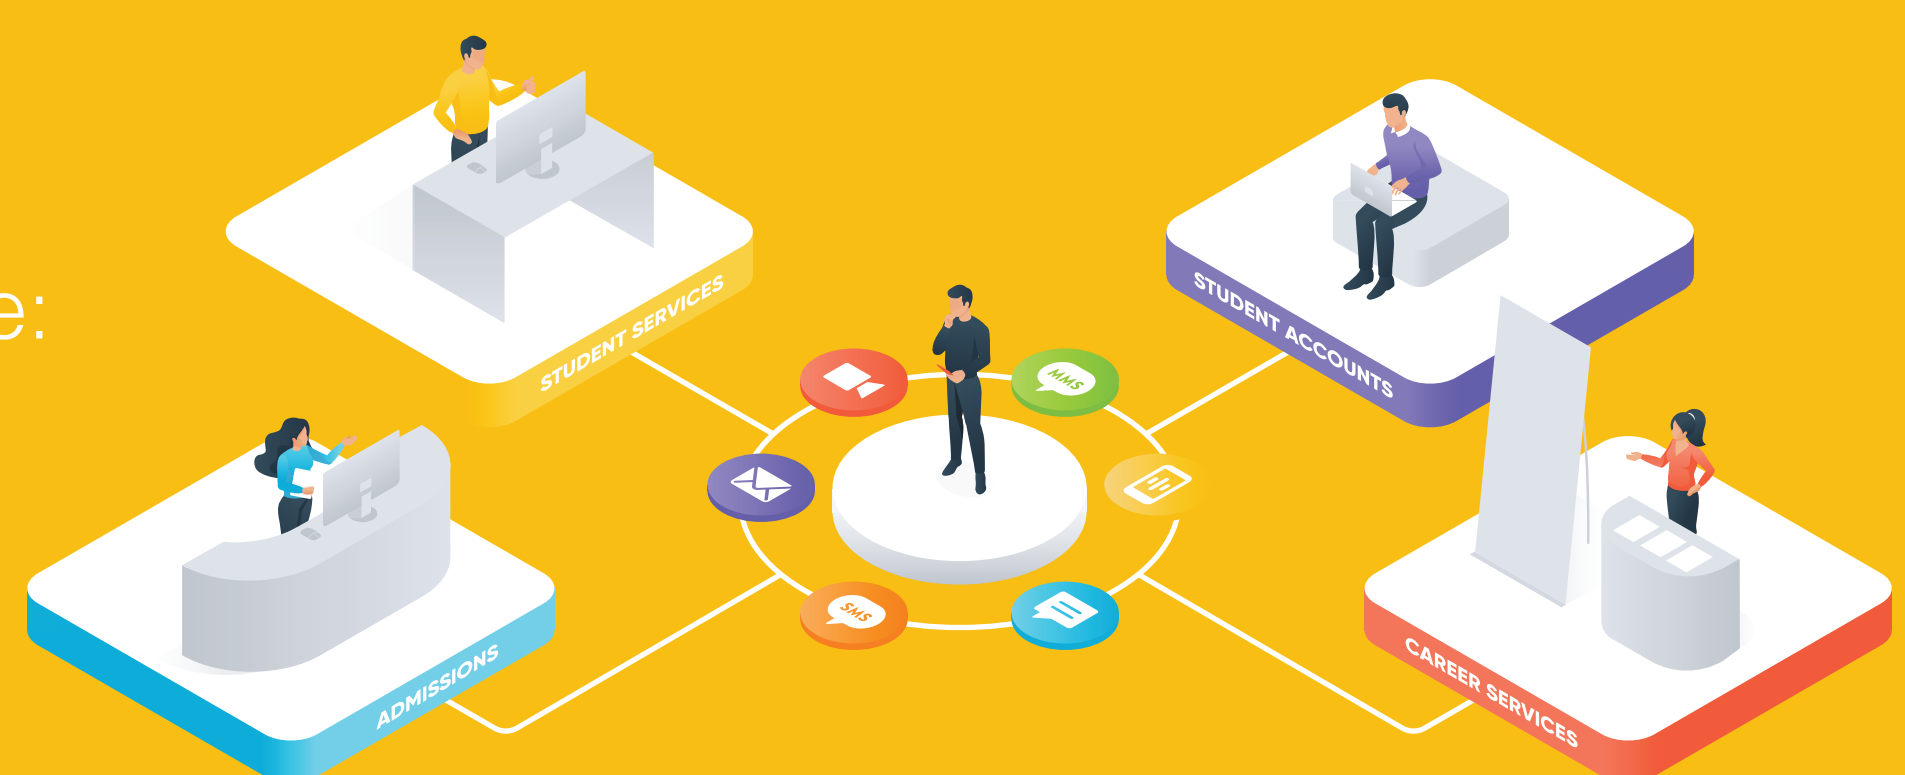 e:
STUDENT SERVICES
STUDENT ACCOUNTS
MMS
SMS
ADMISSIONS
CAREER SERVICES